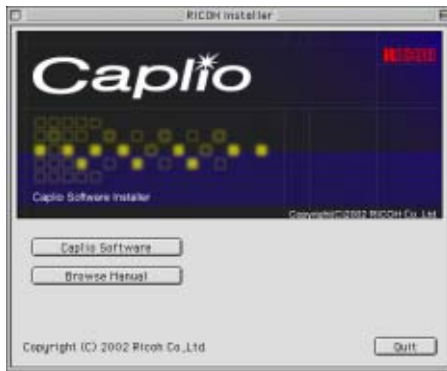 RICOH Installer
Caplio
RICOH
Caplio Software Installer
Copyright(C)2002 RICOH Co., Ltd.
Caplio Software
Browse Manual
Copyright (C) 2002 Ricoh Co.,Ltd.
Quit